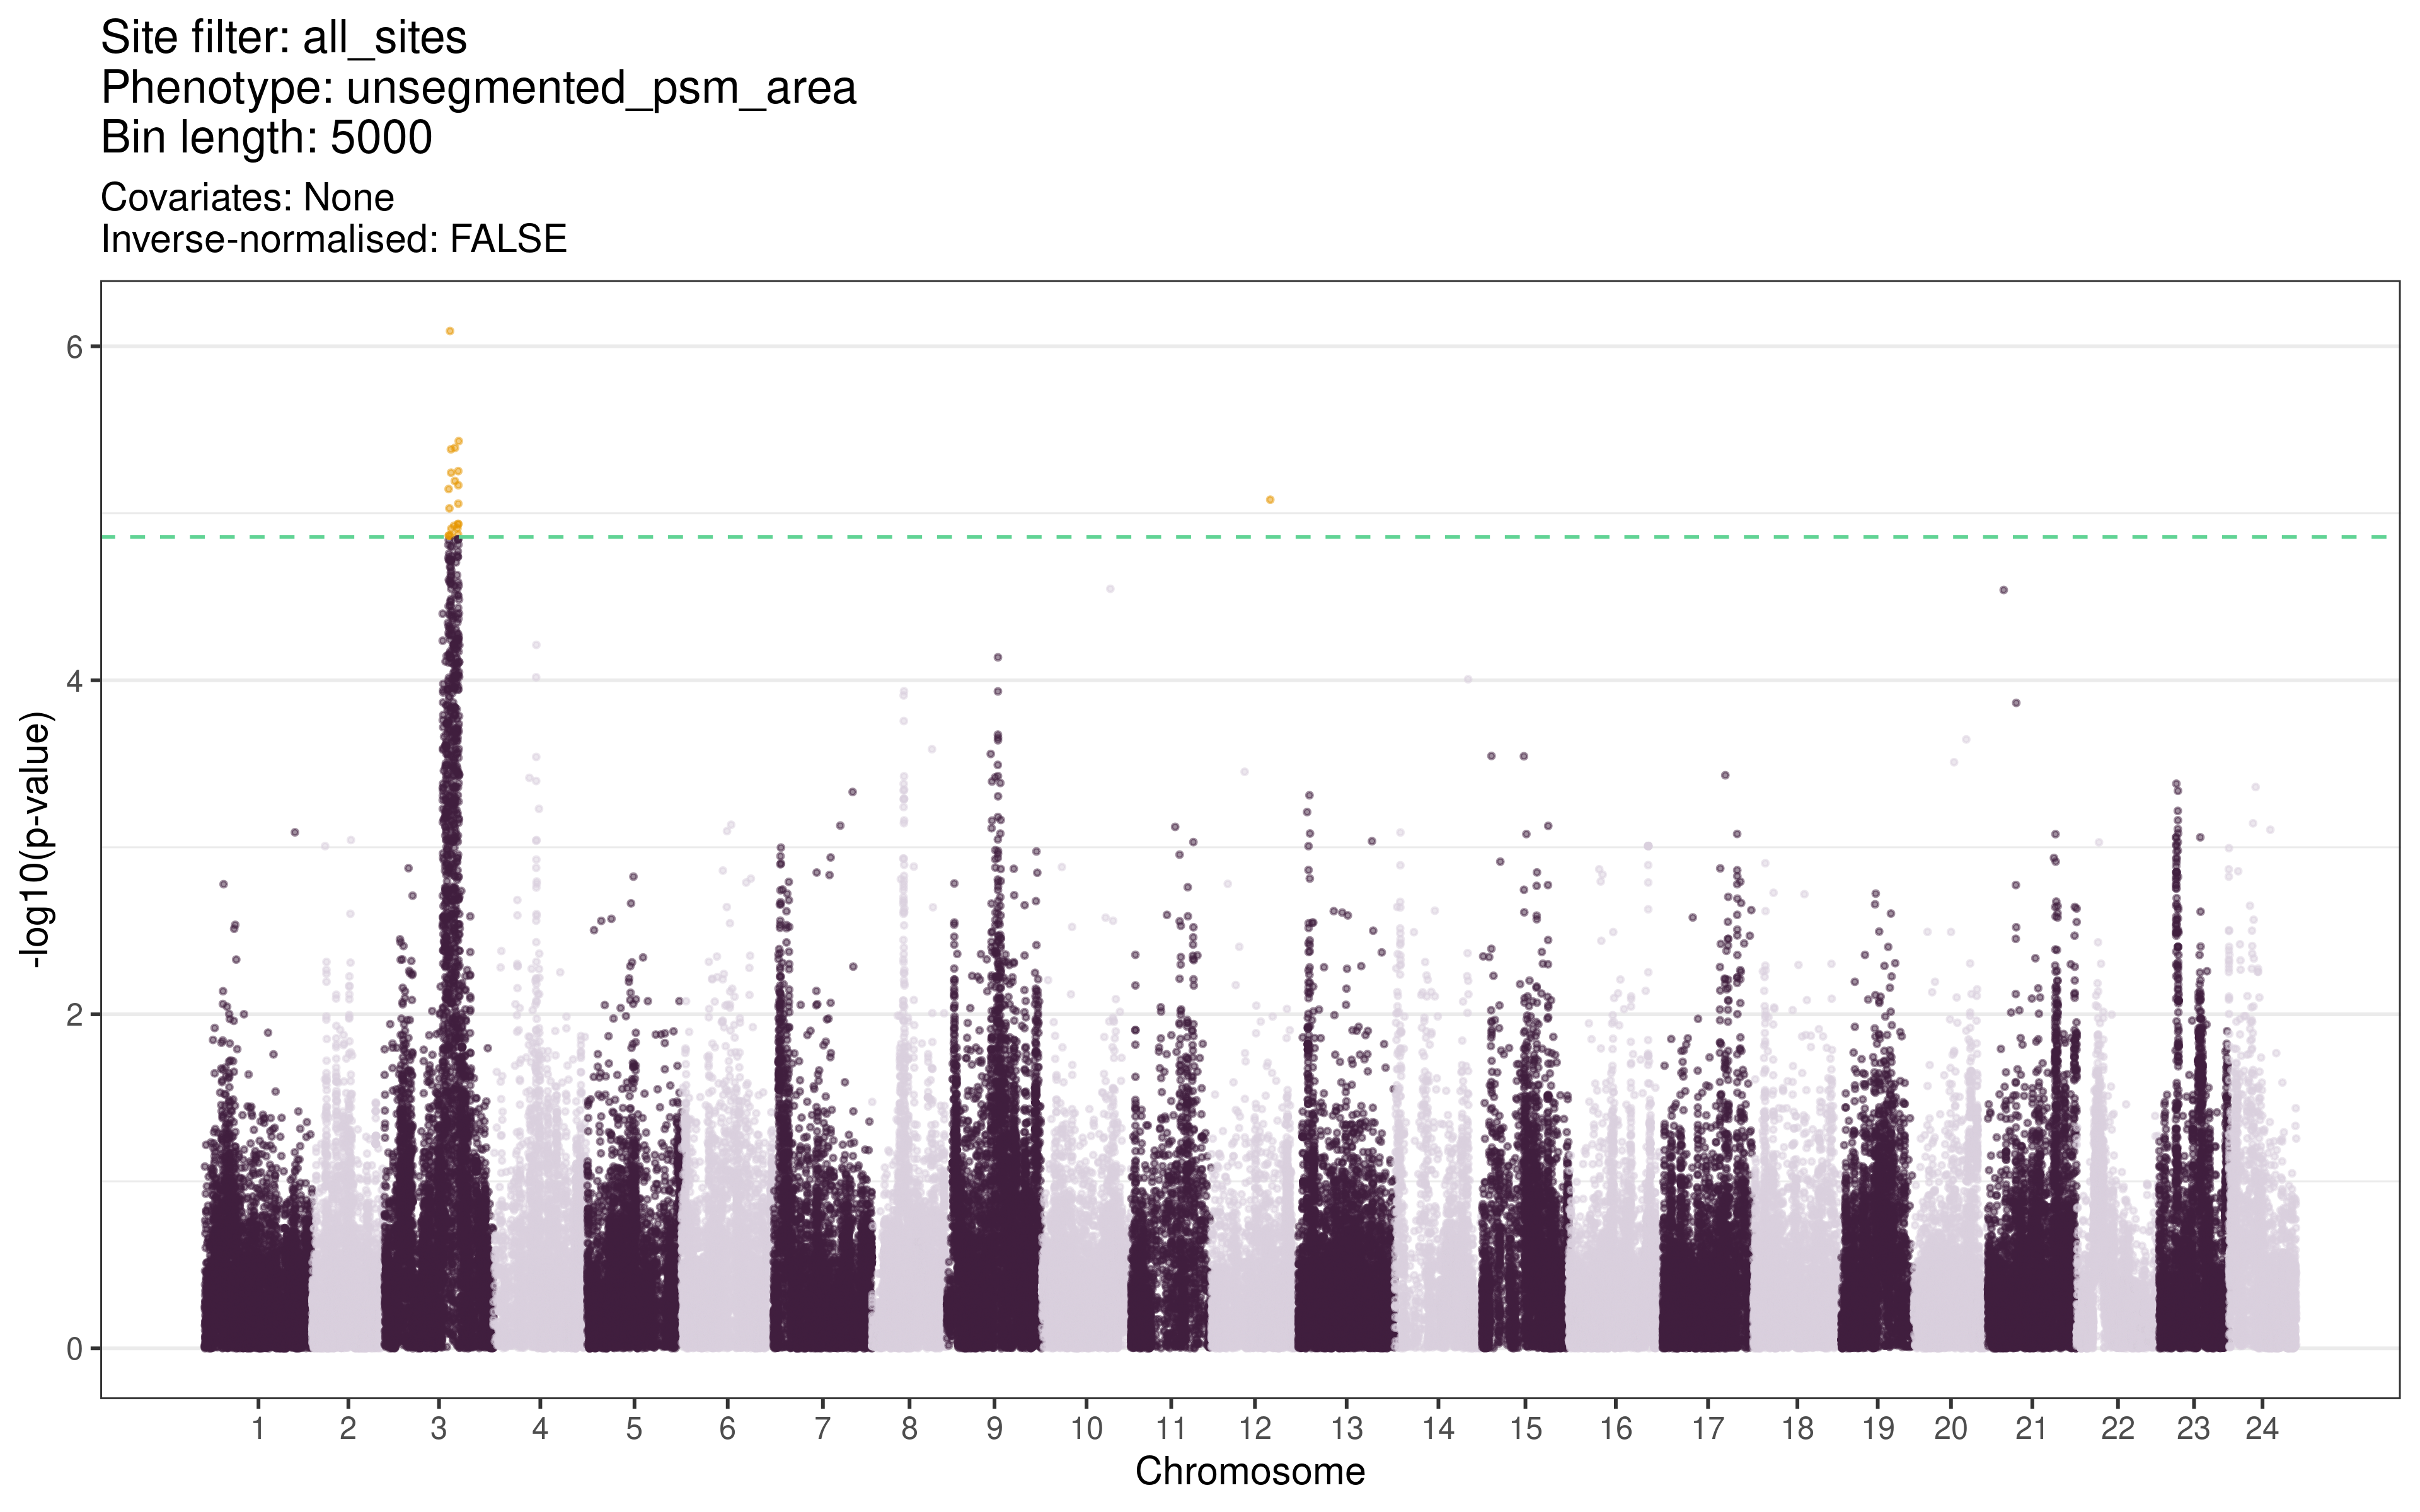 Site filter: all_sites
Phenotype: unsegmented_psm_area
Bin length: 5000
Covariates: None
Inverse-normalised: FALSE
6
4
2
0
-log10(p-value)
1 2 3 4 5 6 7 8 9 10 11 12 13 14 15 16 17 18 19 20 21 22 23 24
Chromosome